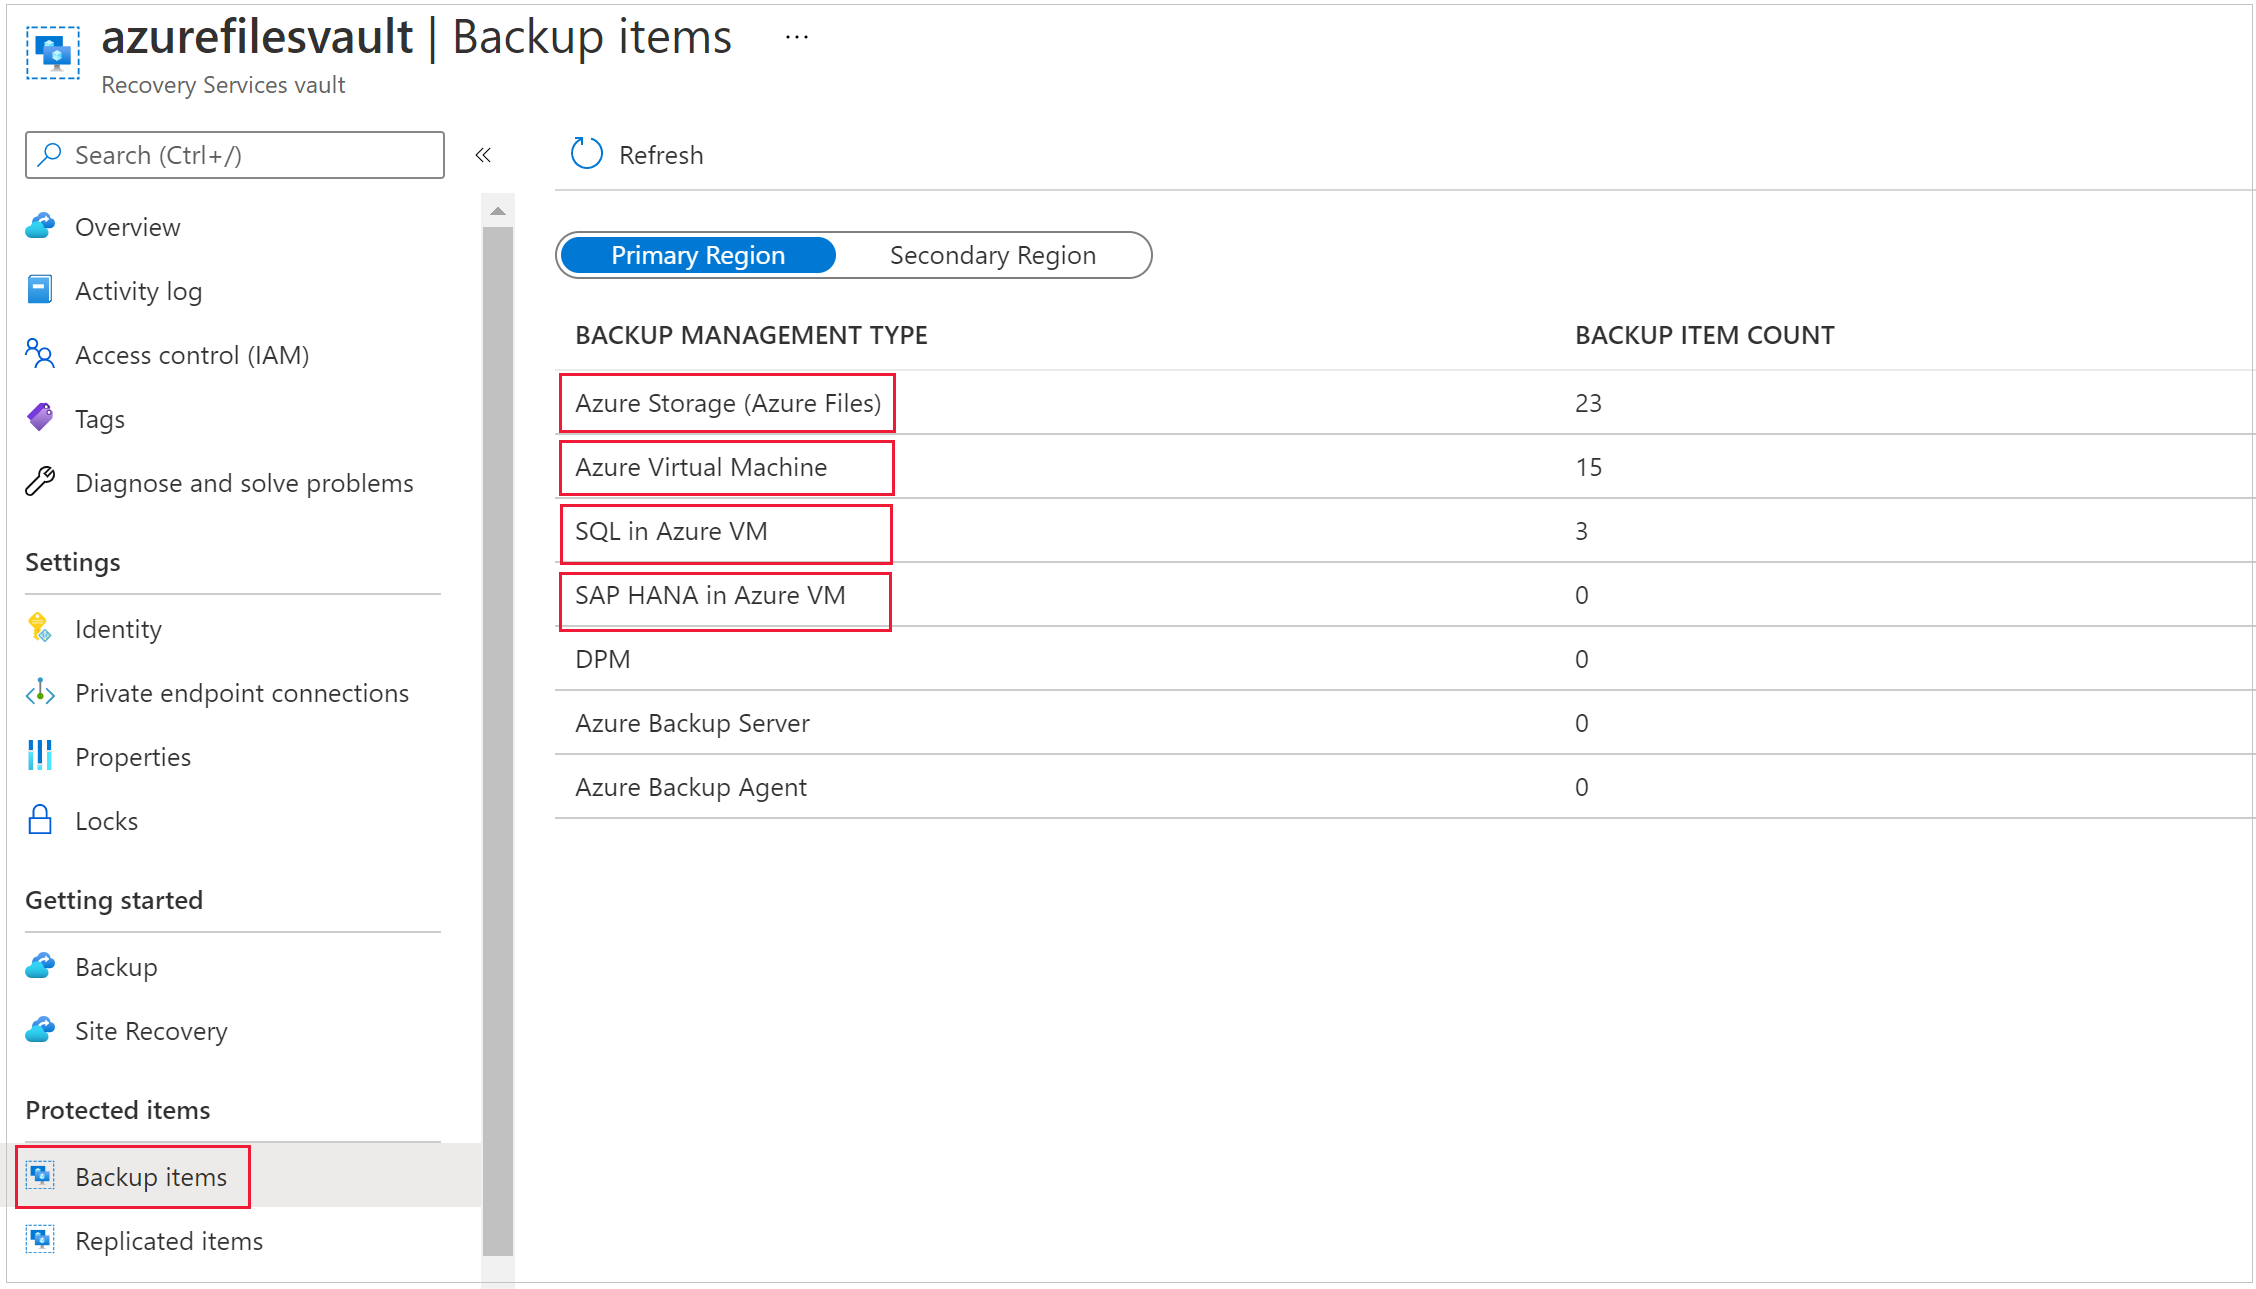 azurefilesvault | Backup items ...
Recovery Services vault
Search (Ctrl+/)
«
Overview
Activity log
Access control (IAM)
Tags
Diagnose and solve problems
Settings
Identity
Private endpoint connections
Properties
Locks
Getting started
Backup
Site Recovery
Protected items
Backup items
Replicated items
Refresh
Primary Region Secondary Region
BACKUP MANAGEMENT TYPE BACKUP ITEM COUNT
Azure Storage (Azure Files) 23
Azure Virtual Machine 15
SQL in Azure VM 3
SAP HANA in Azure VM 0
DPM 0
Azure Backup Server 0
Azure Backup Agent 0